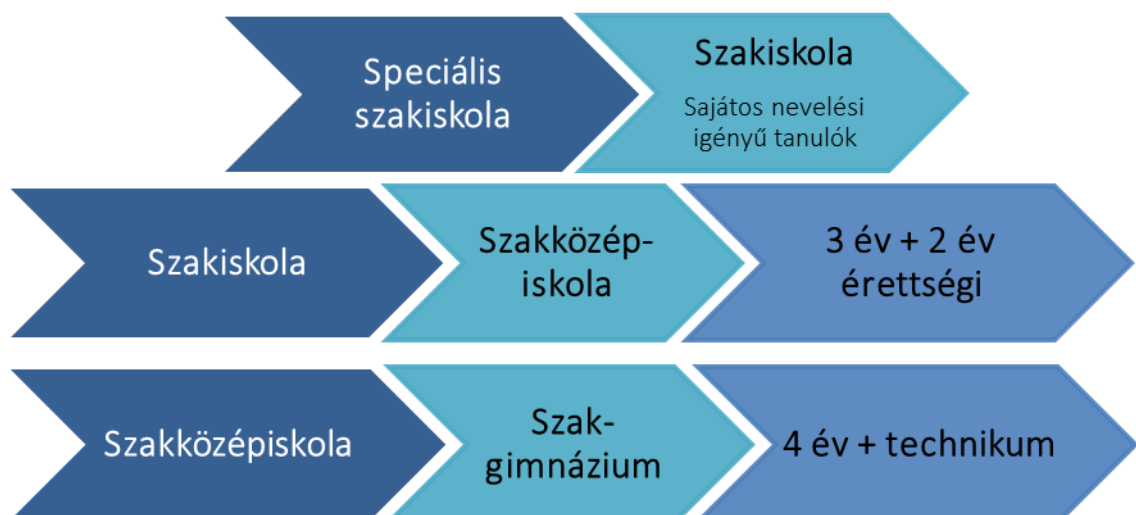 Speciális
szakiskola
Szakiskola
Sajátos nevelési
igényű tanulók
Szakiskola
Szakközép-
iskola
3 év + 2 év
érettségi
Szakközépiskola
Szak-
gimnázium
4 év + technikum